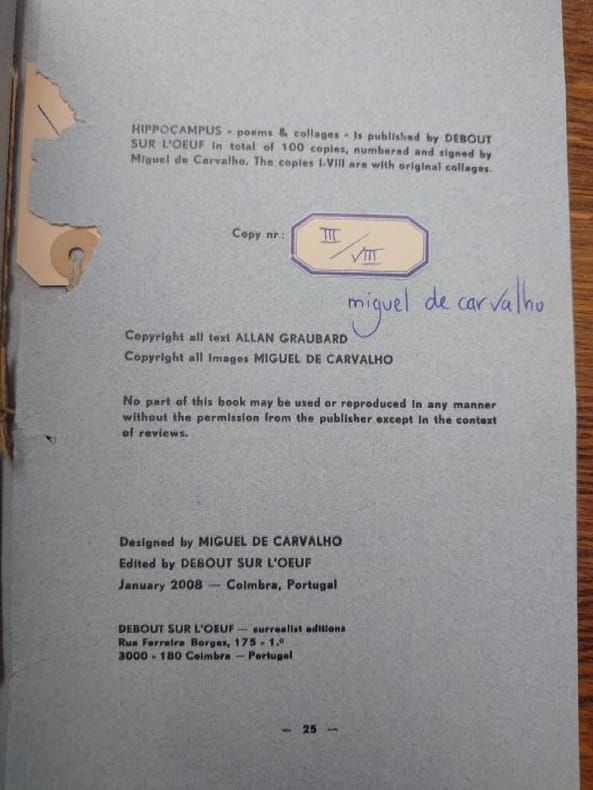 HIPPOCAMPUS - poems & collages - is published by DEBOUT
SUR L'OEUF in total of 100 copies, numbered and signed by
Miguel de Carvalho. The copies I-VIII are with original collages.
Copy nr.: III/VIII
miguel de carvalho
Copyright all text ALLAN GRAUBARD
Copyright all images MIGUEL DE CARVALHO
No part of this book may be used or reproduced in any manner
without the permission from the publisher except in the context
of reviews.
Designed by MIGUEL DE CARVALHO
Edited by DEBOUT SUR L'OEUF
January 2008 — Coimbra, Portugal
DEBOUT SUR L'OEUF — surrealist editions
Rua Ferreira Borges, 175 - 1.º
3000 - 180 Coimbra — Portugal
— 25 —